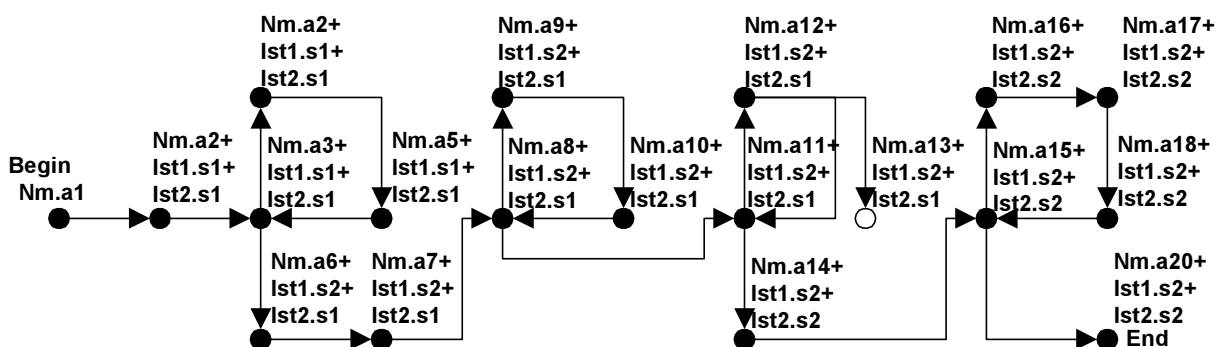 Nm.a2+
Ist1.s1+
Ist2.s1
Nm.a9+
Ist1.s2+
Ist2.s1
Nm.a12+
Ist1.s2+
Ist2.s1
Nm.a16+
Ist1.s2+
Ist2.s2
Nm.a17+
Ist1.s2+
Ist2.s2
Begin
Nm.a1
Nm.a2+
Ist1.s1+
Ist2.s1
Nm.a3+
Ist1.s1+
Ist2.s1
Nm.a5+
Ist1.s1+
Ist2.s1
Nm.a8+
Ist1.s2+
Ist2.s1
Nm.a10+
Ist1.s2+
Ist2.s1
Nm.a11+
Ist1.s2+
Ist2.s1
Nm.a13+
Ist1.s2+
Ist2.s1
Nm.a15+
Ist1.s2+
Ist2.s2
Nm.a18+
Ist1.s2+
Ist2.s2
Nm.a6+
Ist1.s2+
Ist2.s1
Nm.a7+
Ist1.s2+
Ist2.s1
Nm.a14+
Ist1.s2+
Ist2.s2
Nm.a20+
Ist1.s2+
Ist2.s2
End